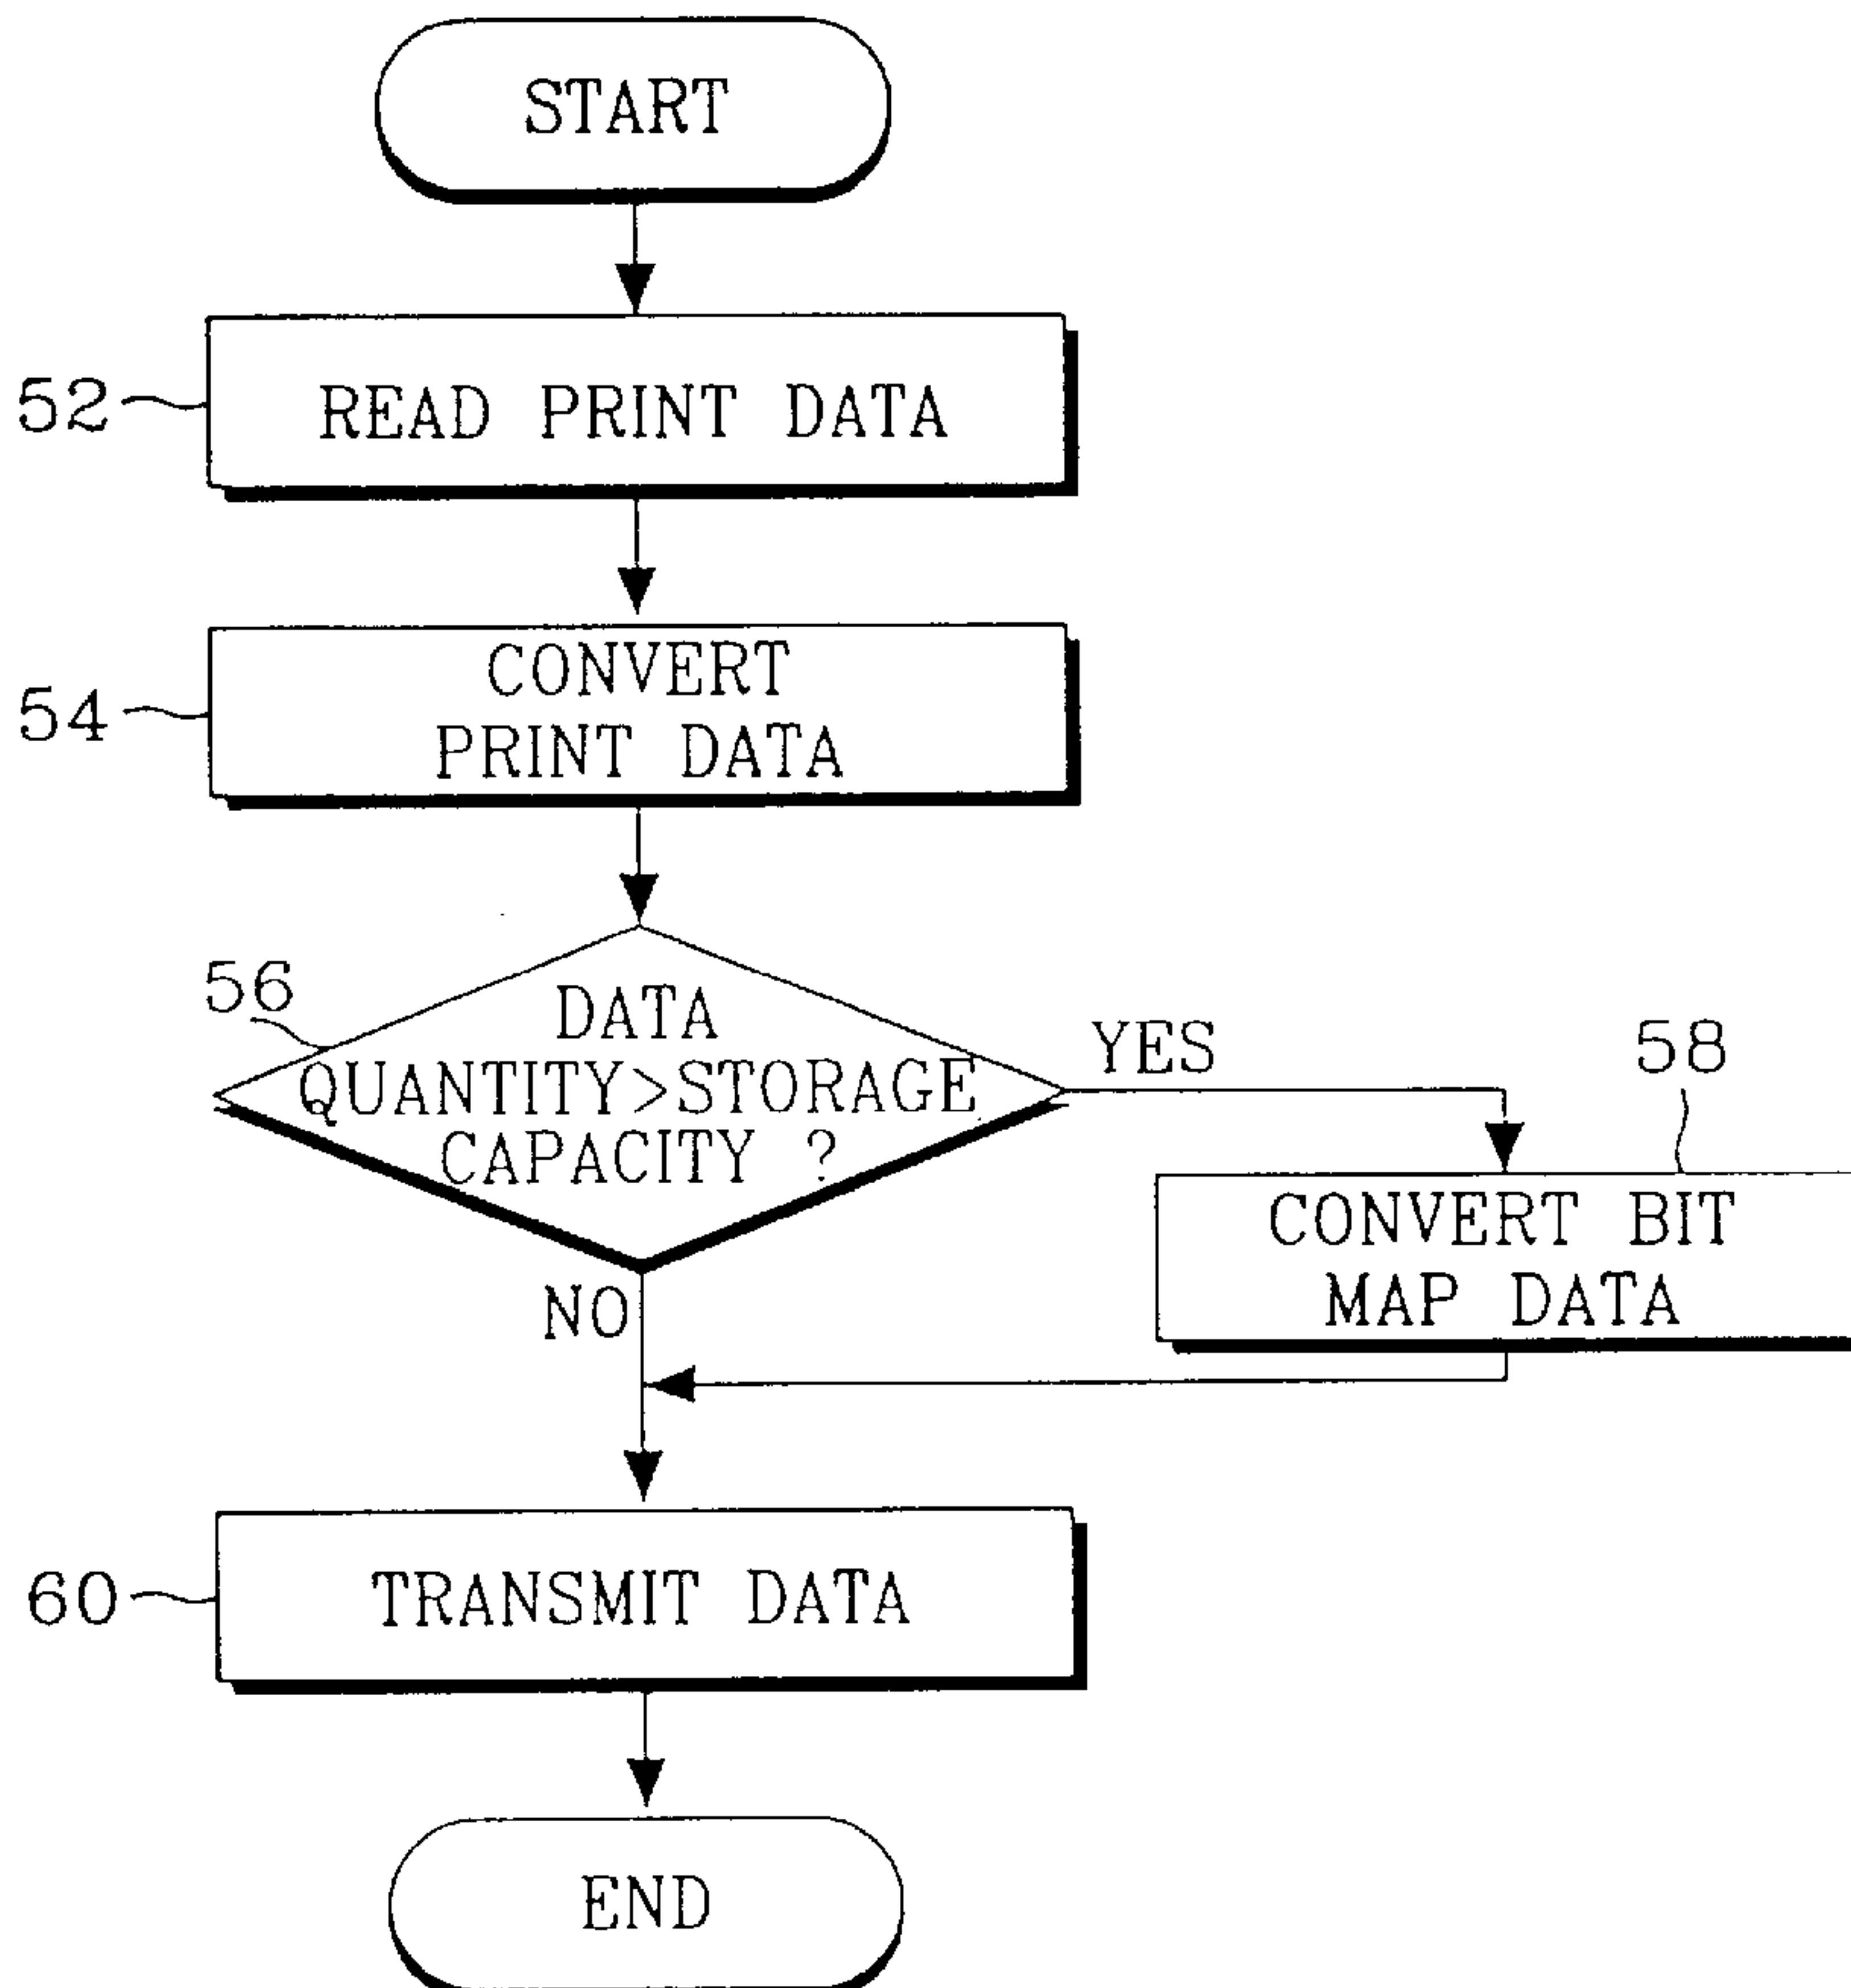 START
52
READ PRINT DATA
54
CONVERT
PRINT DATA
56
DATA
QUANTITY>STORAGE
CAPACITY ?
YES
58
CONVERT BIT
MAP DATA
NO
60
TRANSMIT DATA
END